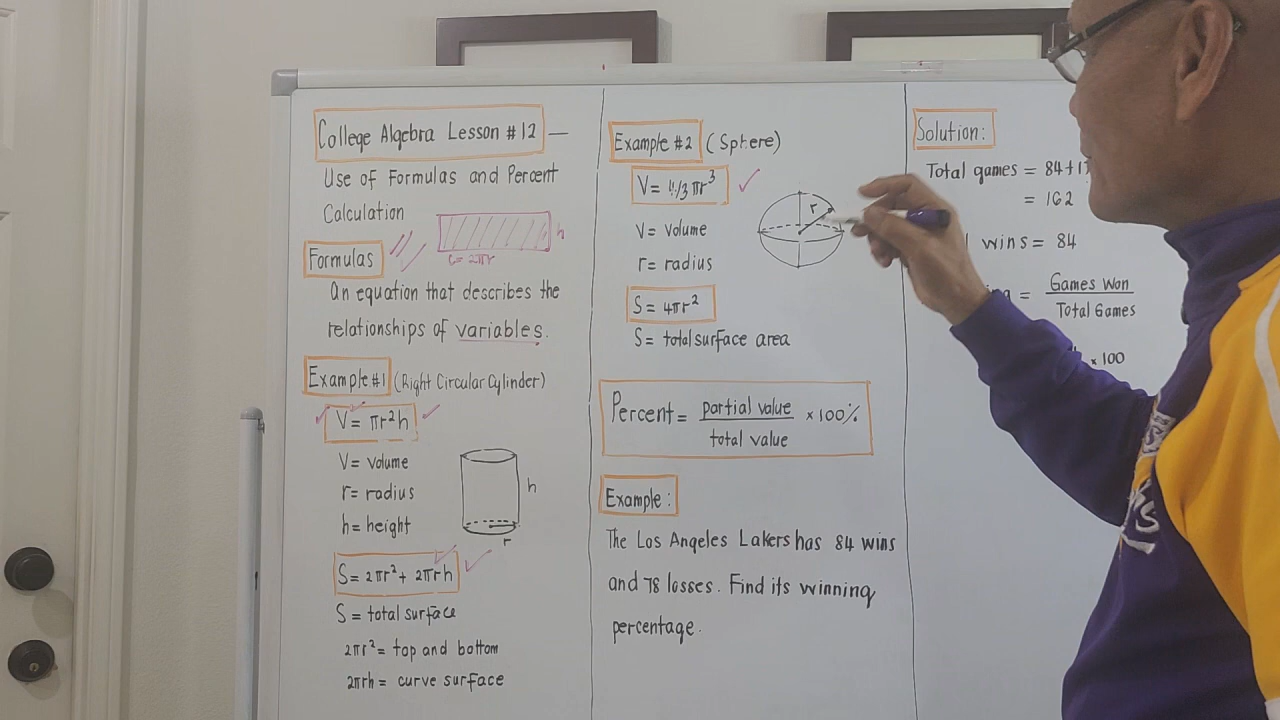 College Algebra Lesson #12 —
Use of Formulas and Percent
Calculation
h
C = 2πr
Formulas
An equation that describes the
relationships of variables.
Example #1 (Right Circular Cylinder)
V = πr²h
V = volume
r = radius
h = height
h
r
S = 2πr² + 2πrh
S = total surface
2πr² = top and bottom
2πrh = curve surface
Example #2 (Sphere)
V = 4/3 πr³
V = volume
r = radius
r
S = 4πr²
S = total surface area
Percent = partial value / total value × 100%
Example:
The Los Angeles Lakers has 84 wins
and 78 losses. Find its winning
percentage.
Solution:
Total games = 84+
= 162
wins = 84
= Games Won
Total Games
× 100